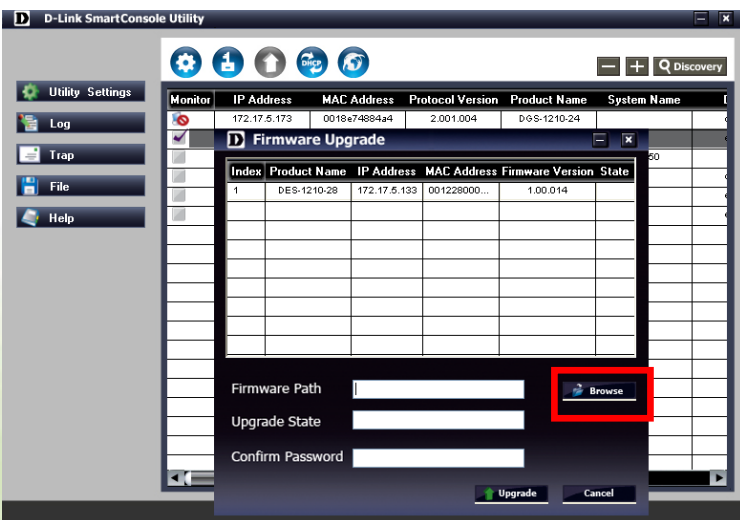 D-Link SmartConsole Utility
DHCP
Discovery
Utility Settings
Log
Trap
File
Help
Monitor IP Address MAC Address Protocol Version Product Name System Name
172.17.5.173 0018e74884a4 2.001.004 DGS-1210-24
50
Firmware Upgrade
Index Product Name IP Address MAC Address Firmware Version State
1 DES-1210-28 172.17.5.133 001228000... 1.00.014
Firmware Path
Browse
Upgrade State
Confirm Password
Upgrade Cancel